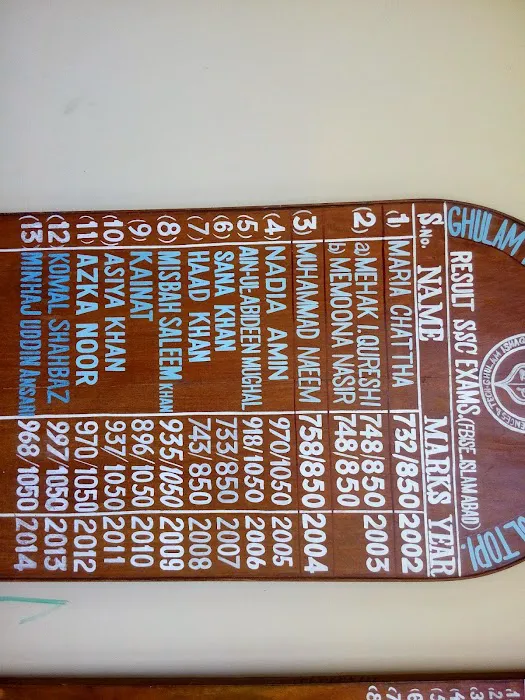 GHULAM
L TOPI.
RESULT SSC EXAMS (FBISE, ISLAMABAD)
S-No. NAME MARKS YEAR
1 MARIA CHATTHA 732/850 2002
2) a) MEHAK I. QURESHI 748/850 2003
b) MEMOONA NASIR 748/850
(3 MUHAMMAD NAEEM 758850 2004
(4) NADIA AMIN 970/1050 2005
(5) AIN-UL-ABIDEEN MUGHAL 918/1050 2006
(6) SANA KHAN 733/850 2007
(7) HAAD KHAN 743/850 2008
(8) MISBAH SALEEM KHAN 935/1050 2009
(9) KAINAT 896/1050 2010
(10) ASIYA KHAN 937/1050 2011
(11) AZKA NOOR 970/1050 2012
(12) KOMAL SHAHBAZ 997/1050 2013
(13) MINHAJ UDDIN AKSARI 968/1050 2014